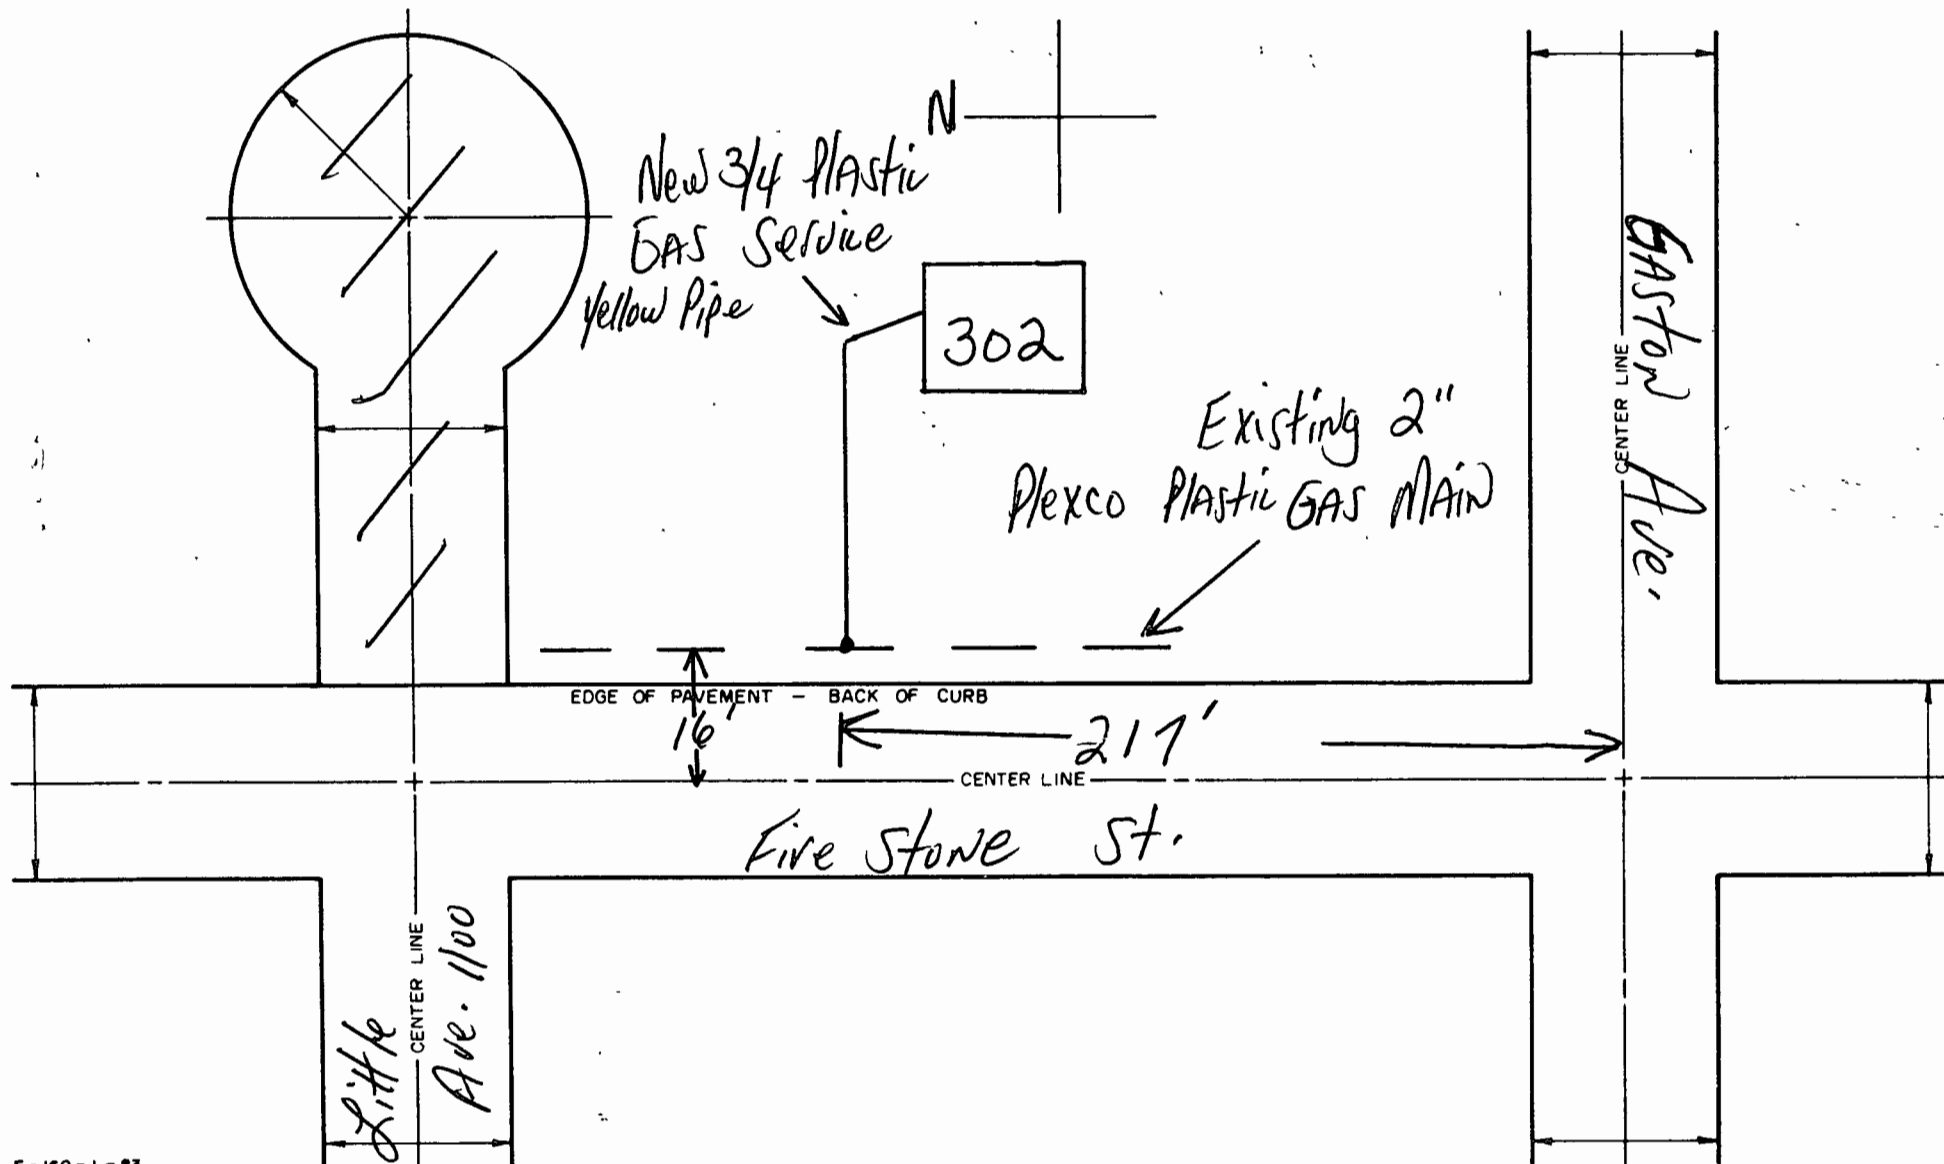 N
New 3/4 Plastic
GAS Service
Yellow Pipe
302
Existing 2"
Plexco Plastic GAS MAIN
GASTON Ave.
CENTER LINE
EDGE OF PAVEMENT – BACK OF CURB
16'
217'
CENTER LINE
Fire Stone St.
Little
CENTER LINE
Ave. 1100